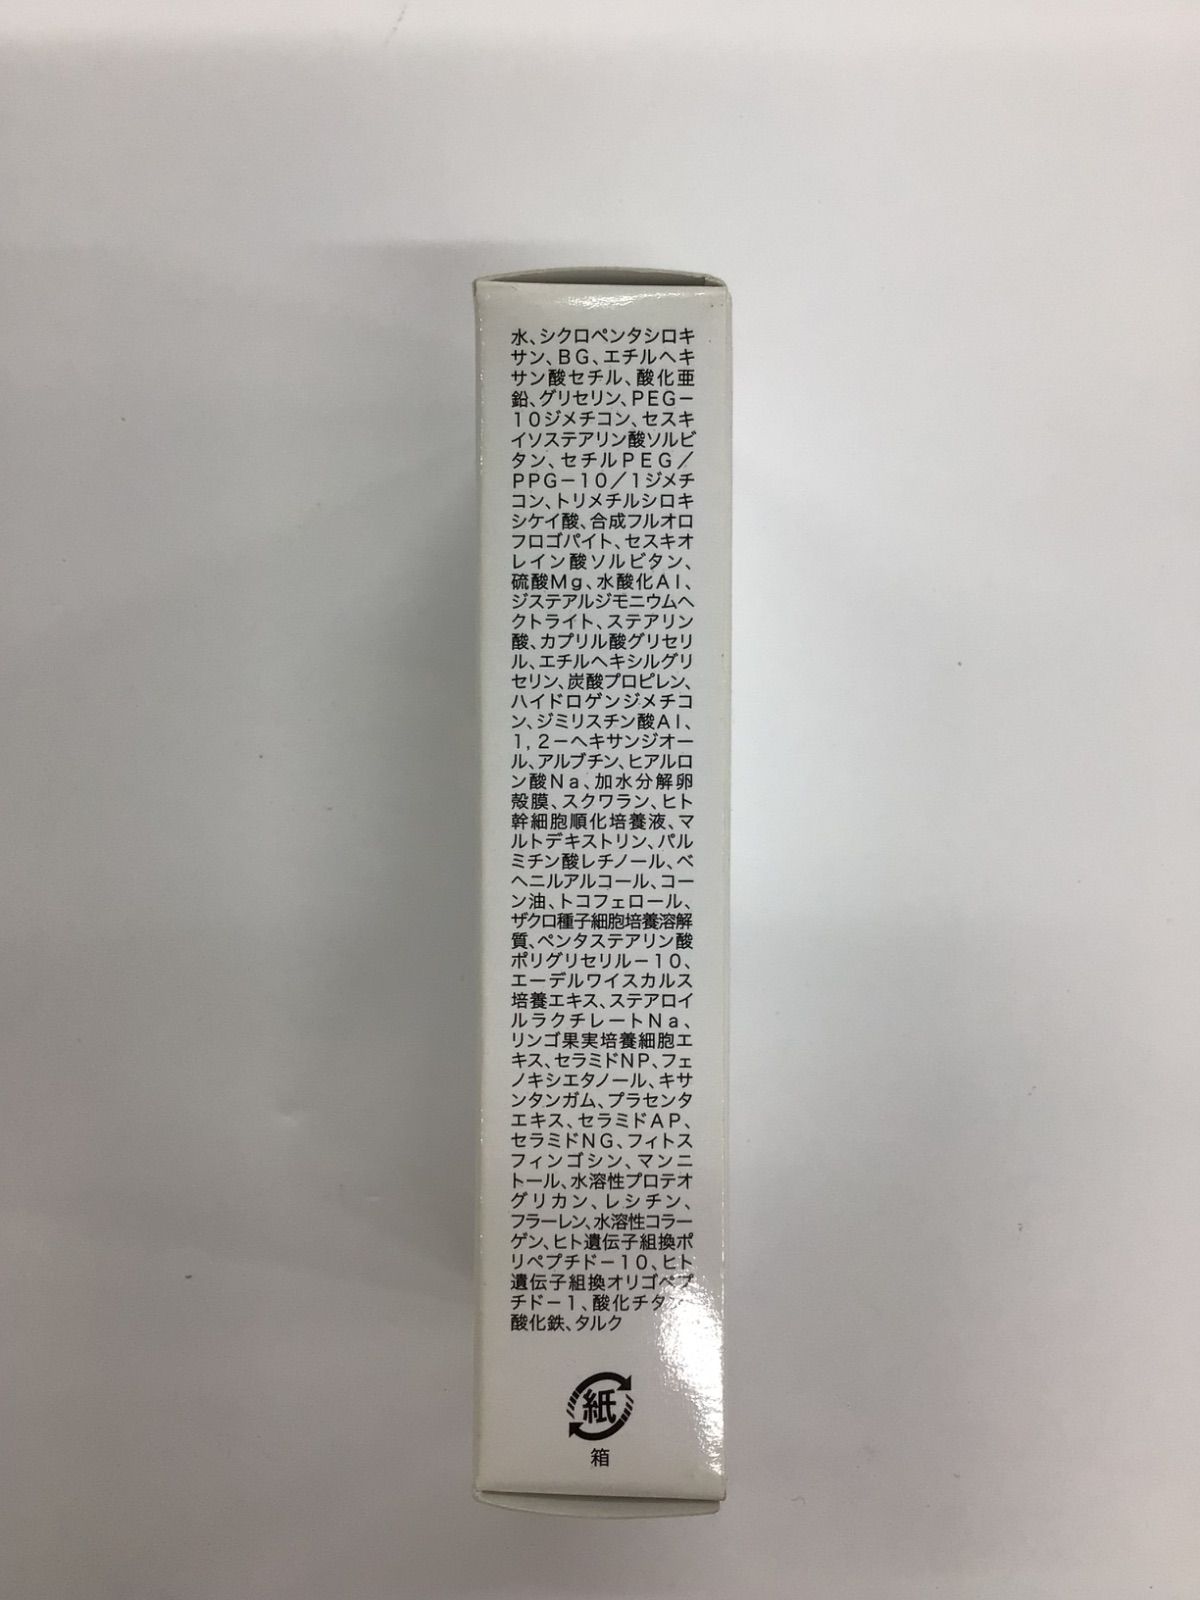 水、シクロペンタシロキ
サン、BG、エチルヘキ
サン酸セチル、酸化亜
鉛、グリセリン、PEG−
10ジメチコン、セスキ
イソステアリン酸ソルビ
タン、セチルPEG／
PPG−10／1ジメチ
コン、トリメチルシロキ
シケイ酸、合成フルオロ
フロゴパイト、セスキオ
レイン酸ソルビタン、
硫酸Mg、水酸化Al、
ジステアルジモニウムヘ
クトライト、ステアリン
酸、カプリル酸グリセリ
ル、エチルヘキシルグリ
セリン、炭酸プロピレン、
ハイドロゲンジメチコ
ン、ジミリスチン酸Al、
1,2−ヘキサンジオー
ル、アルブチン、ヒアルロ
ン酸Na、加水分解卵
殻膜、スクワラン、ヒト
幹細胞順化培養液、マ
ルトデキストリン、パル
ミチン酸レチノール、ベ
ヘニルアルコール、コー
ン油、トコフェロール、
ザクロ種子細胞培養溶解
質、ペンタステアリン酸
ポリグリセリル−10、
エーデルワイスカルス
培養エキス、ステアロイ
ルラクチレートNa、
リンゴ果実培養細胞エ
キス、セラミドNP、フェ
ノキシエタノール、キサ
ンタンガム、プラセンタ
エキス、セラミドAP、
セラミドNG、フィトス
フィンゴシン、マンニ
トール、水溶性プロテオ
グリカン、レシチン、
フラーレン、水溶性コラー
ゲン、ヒト遺伝子組換ポ
リペプチド−10、ヒト
遺伝子組換オリゴペプ
チド−1、酸化チタ
酸化鉄、タルク
紙
箱